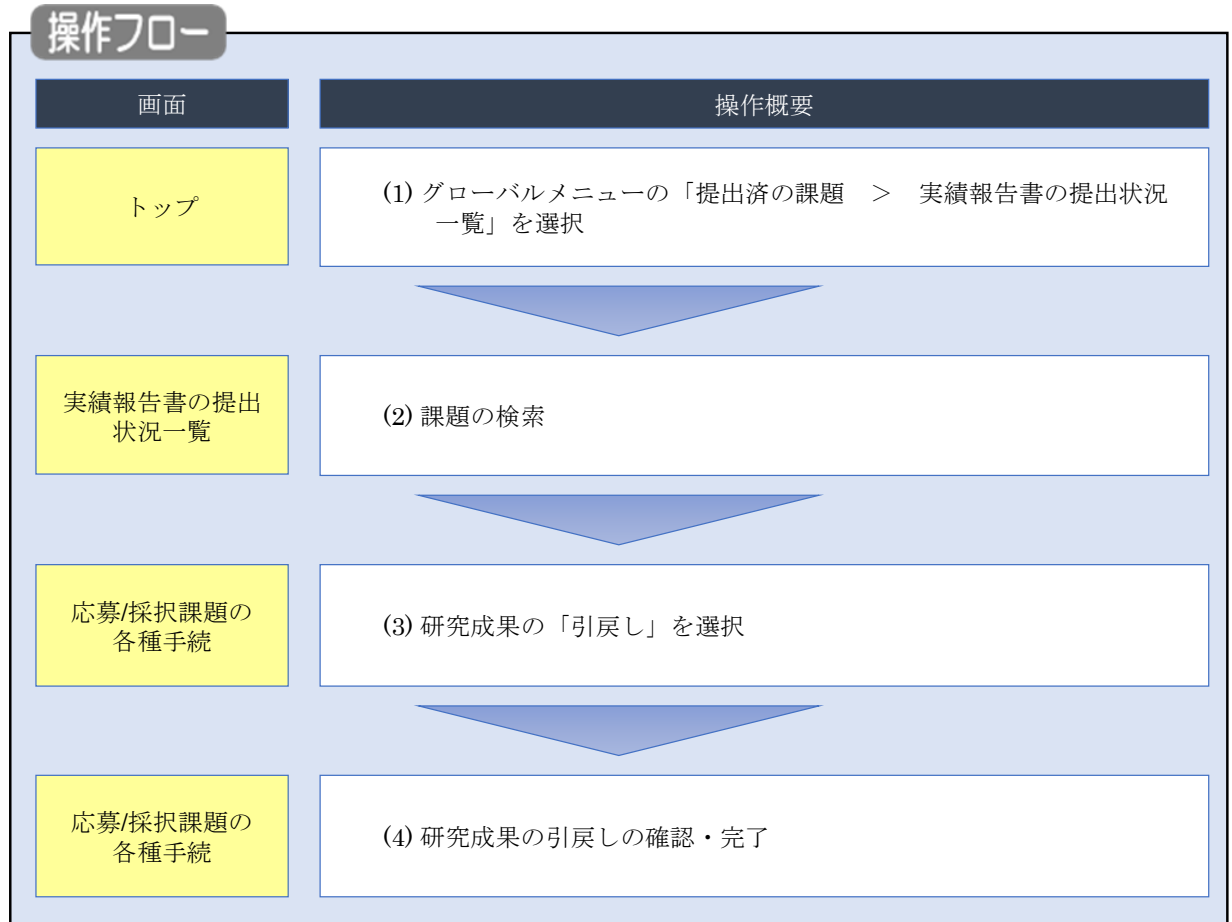 操作フロー
画面
操作概要
トップ
(1) グローバルメニューの「提出済の課題　＞　実績報告書の提出状況
一覧」を選択
実績報告書の提出
状況一覧
(2) 課題の検索
応募/採択課題の
各種手続
(3) 研究成果の「引戻し」を選択
応募/採択課題の
各種手続
(4) 研究成果の引戻しの確認・完了